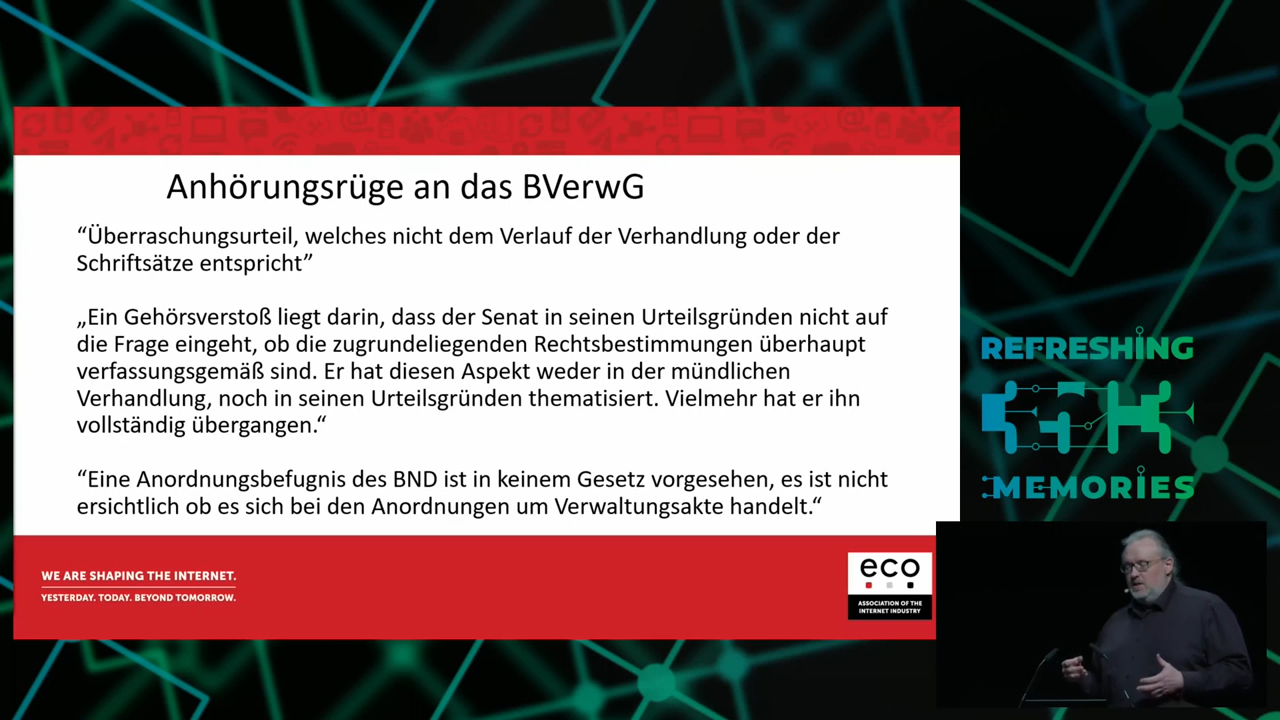 Anhörungsrüge an das BVerwG
“Überraschungsurteil, welches nicht dem Verlauf der Verhandlung oder der
Schriftsätze entspricht”
„Ein Gehörsverstoß liegt darin, dass der Senat in seinen Urteilsgründen nicht auf
die Frage eingeht, ob die zugrundeliegenden Rechtsbestimmungen überhaupt
verfassungsgemäß sind. Er hat diesen Aspekt weder in der mündlichen
Verhandlung, noch in seinen Urteilsgründen thematisiert. Vielmehr hat er ihn
vollständig übergangen.“
“Eine Anordnungsbefugnis des BND ist in keinem Gesetz vorgesehen, es ist nicht
ersichtlich ob es sich bei den Anordnungen um Verwaltungsakte handelt.“
WE ARE SHAPING THE INTERNET.
YESTERDAY. TODAY. BEYOND TOMORROW.
eco
ASSOCIATION OF THE
INTERNET INDUSTRY
REFRESHING
MEMORIES